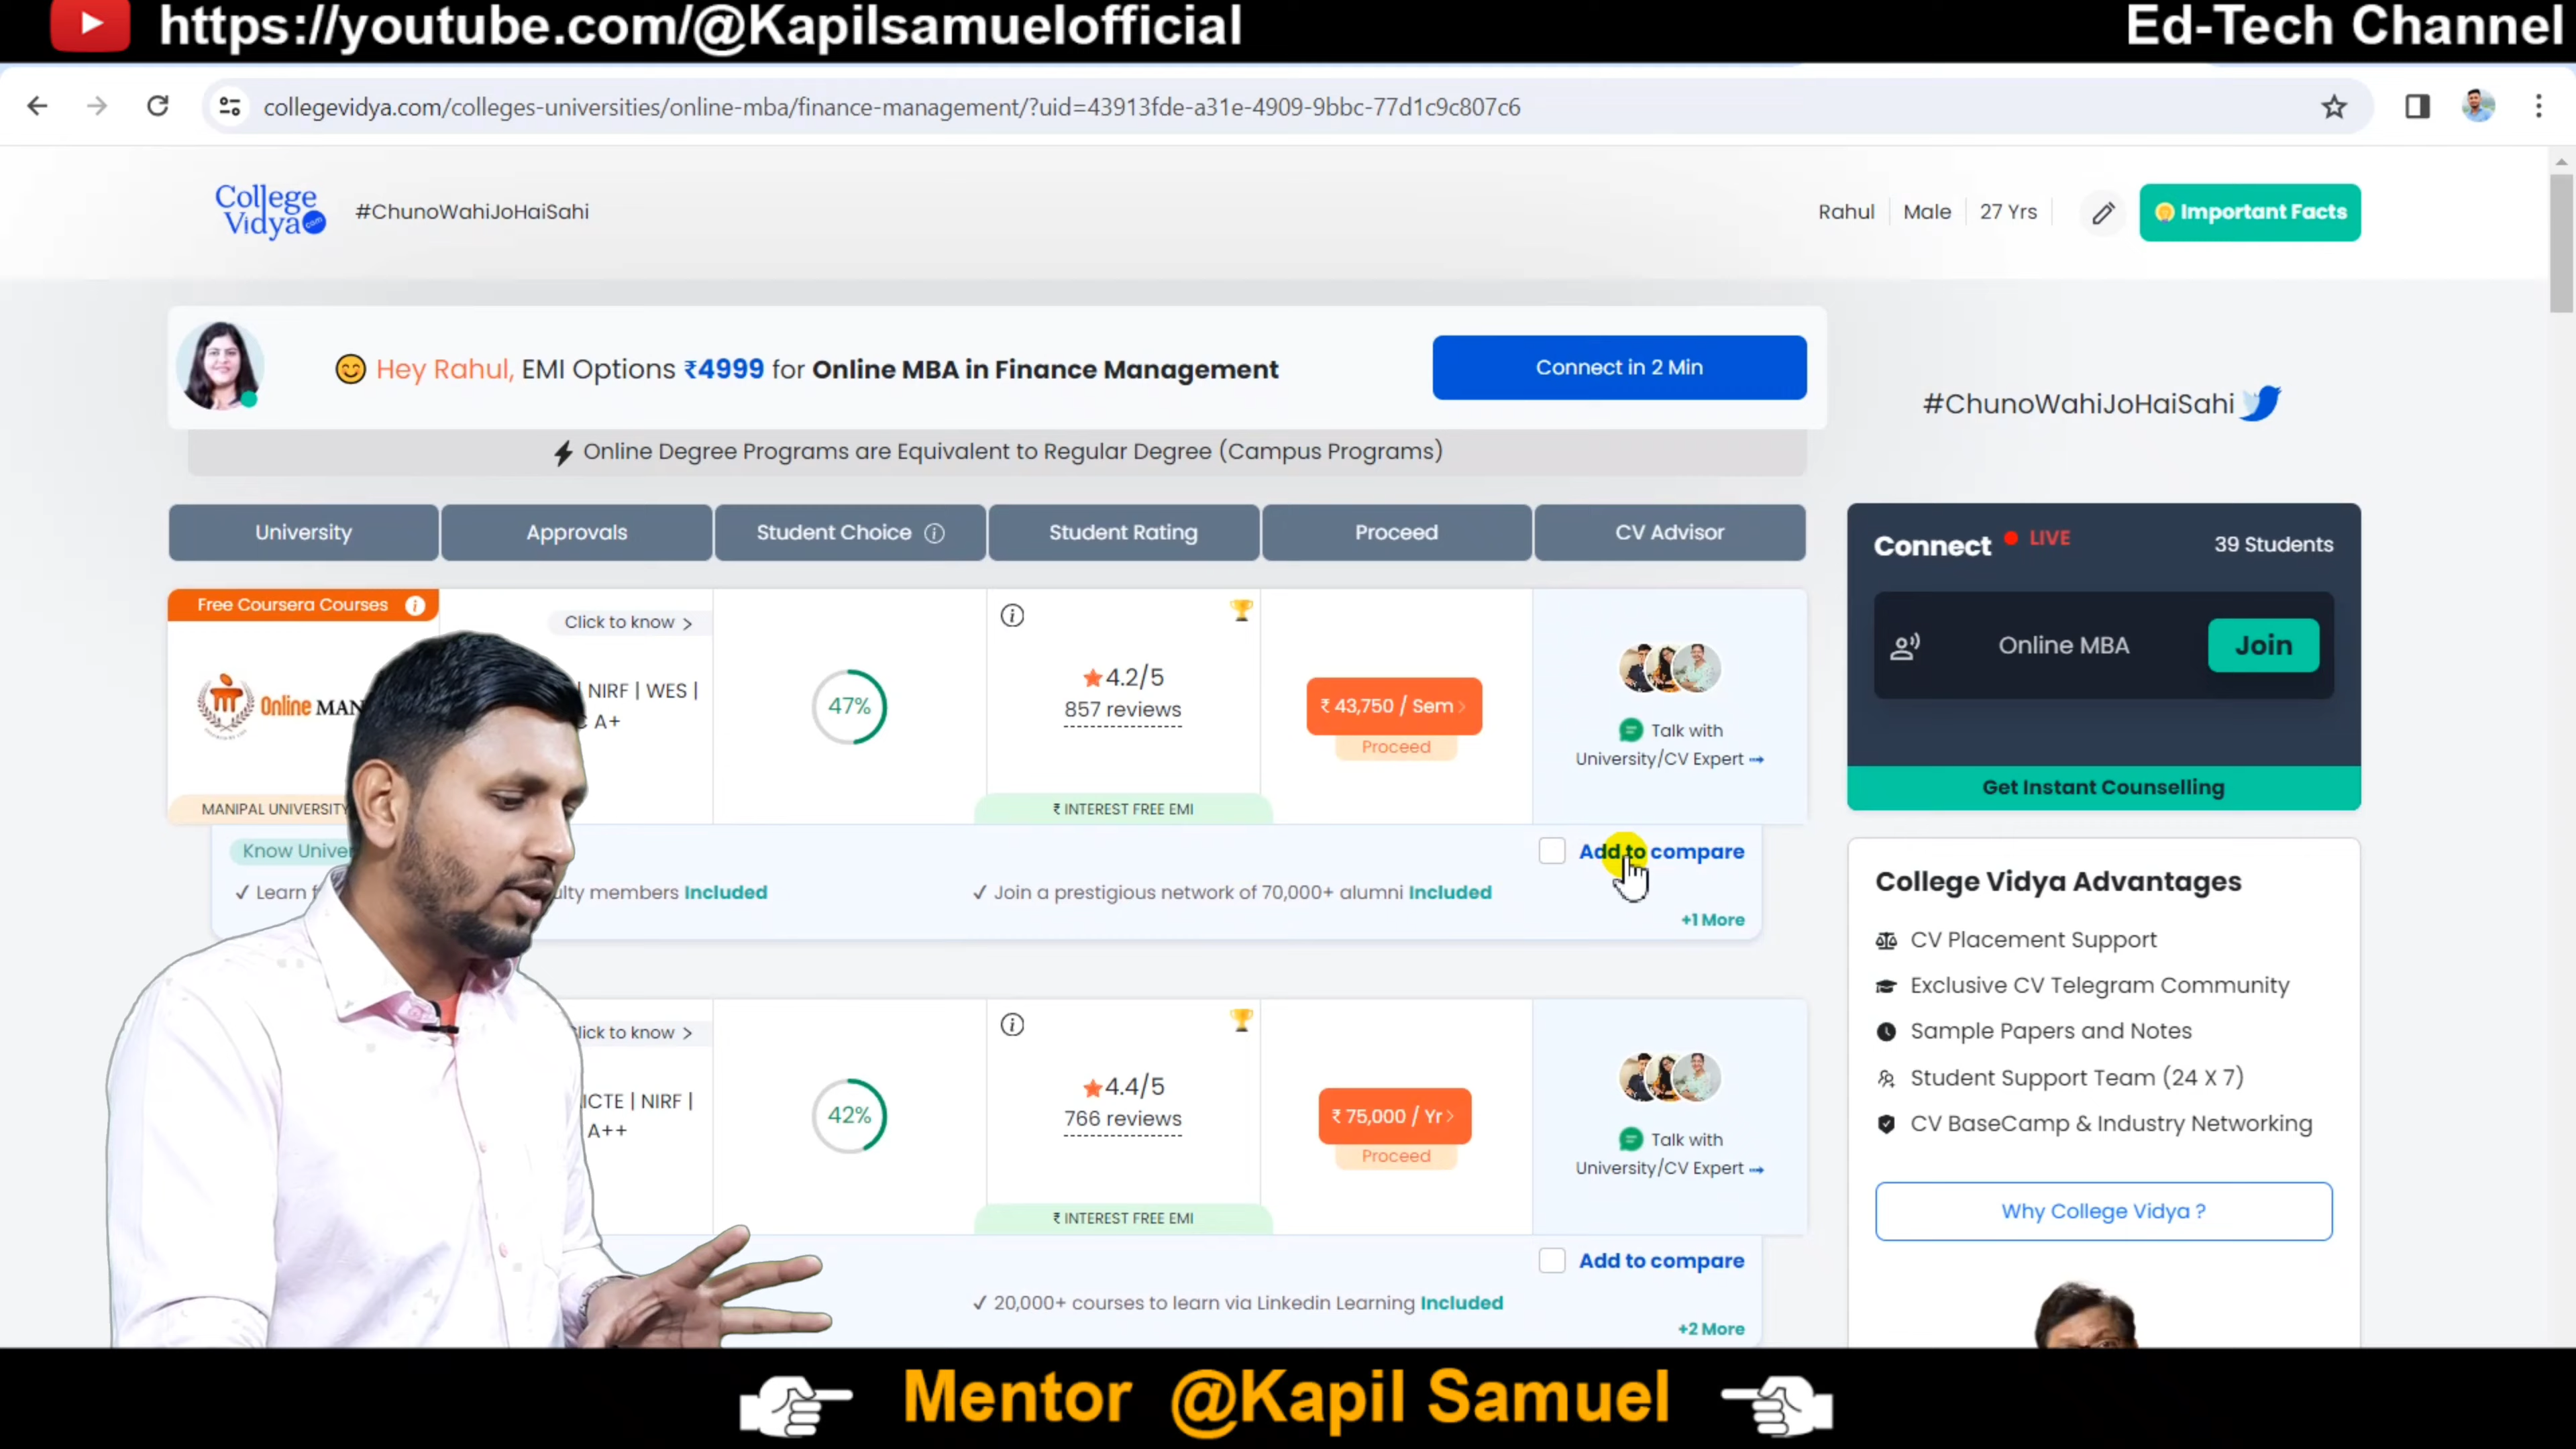 https://youtube.com/@Kapilsamuelofficial
Ed-Tech Channel
collegevidya.com/colleges-universities/online-mba/finance-management/?uid=43913fde-a31e-4909-9bbc-77d1c9c807c6
College Vidya.com
#ChunoWahiJoHaiSahi
Rahul
Male
27 Yrs
Important Facts
Hey Rahul, EMI Options ₹4999 for Online MBA in Finance Management
Connect in 2 Min
#ChunoWahiJoHaiSahi
Online Degree Programs are Equivalent to Regular Degree (Campus Programs)
University
Approvals
Student Choice
Student Rating
Proceed
CV Advisor
Free Coursera Courses
Click to know >
Online
| NIRF | WES |
A+
MANIPAL UNIVERSITY
47%
4.2/5
857 reviews
₹ INTEREST FREE EMI
₹ 43,750 / Sem >
Proceed
Talk with
University/CV Expert
Know
Add to compare
✓ Learn
members Included
✓ Join a prestigious network of 70,000+ alumni Included
+1 More
Click to know >
| NIRF |
A++
42%
4.4/5
766 reviews
₹ INTEREST FREE EMI
₹ 75,000 / Yr >
Proceed
Talk with
University/CV Expert
Add to compare
✓ 20,000+ courses to learn via Linkedin Learning Included
+2 More
Connect
LIVE
39 Students
Online MBA
Join
Get Instant Counselling
College Vidya Advantages
CV Placement Support
Exclusive CV Telegram Community
Sample Papers and Notes
Student Support Team (24 X 7)
CV BaseCamp & Industry Networking
Why College Vidya ?
Mentor @Kapil Samuel